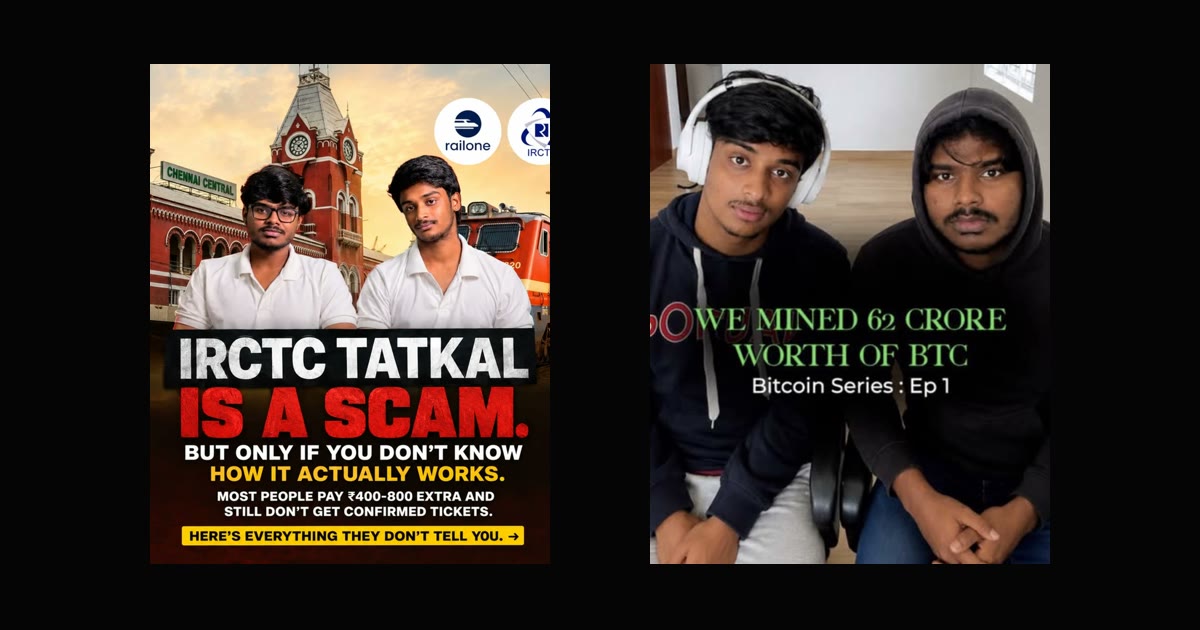 railone
IRCT
CHENNAI CENTRAL
IRCTC TATKAL
IS A SCAM.
BUT ONLY IF YOU DON'T KNOW
HOW IT ACTUALLY WORKS.
MOST PEOPLE PAY ₹400-800 EXTRA AND
STILL DON'T GET CONFIRMED TICKETS.
HERE'S EVERYTHING THEY DON'T TELL YOU. →
WE MINED 62 CRORE
WORTH OF BTC
Bitcoin Series : Ep 1